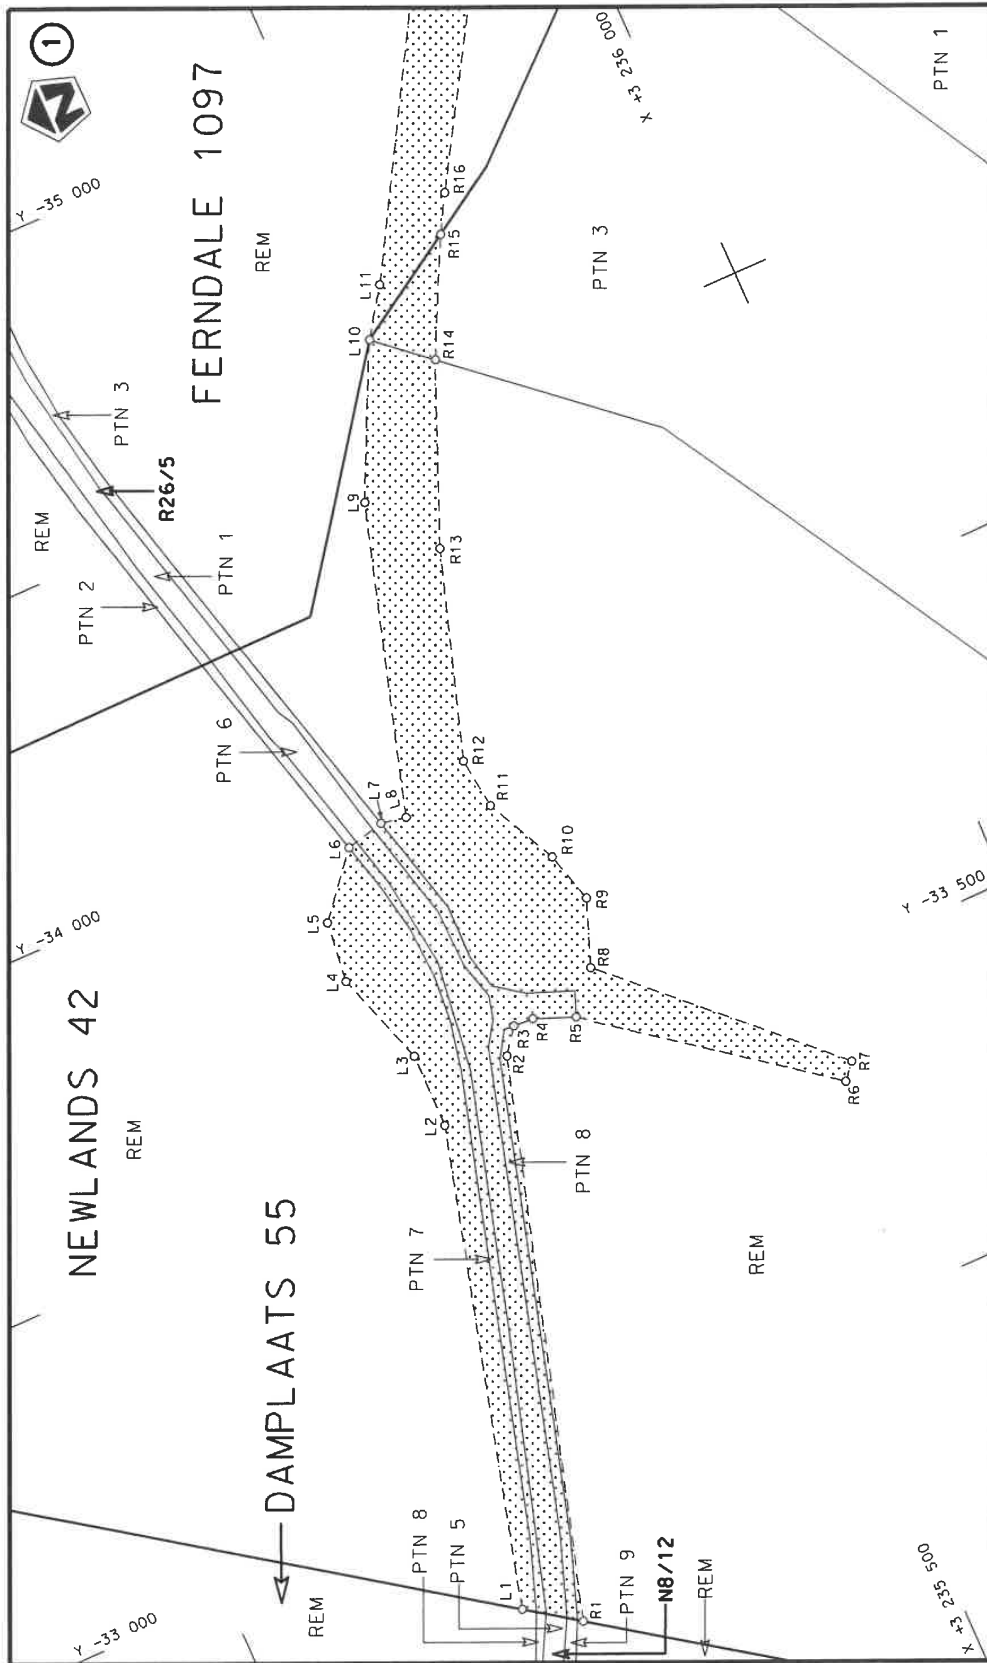 1
N
Y -35 000
FERNDALE 1097
REM
X +3 236 000
PTN 1
PTN 3
R16
R15
L11
L10
R14
PTN 3
R26/5
REM
PTN 2
PTN 1
L9
R13
PTN 6
L7
L8
R12
R11
L6
L5
L4
R10
R9
R8
Y -33 500
Y -34 000
NEWLANDS 42
REM
L3
L2
R2
R3
R4
R5
R6
R7
PTN 8
PTN 7
REM
DAMPLAATS 55
REM
Y -33 000
PTN 8
PTN 5
L1
R1
PTN 9
N8/12
REM
X +3 235 500